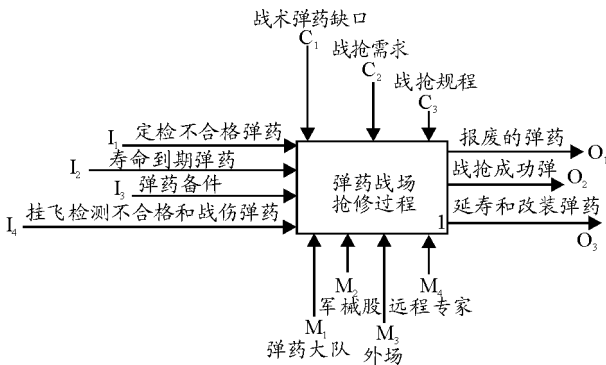 战术弹药缺口
C1
战抢需求
C2
战抢规程
C3
I1 定检不合格弹药
I2 寿命到期弹药
I3 弹药备件
I4 挂飞检测不合格和战伤弹药
弹药战场
抢修过程
1
报废的弹药 O1
战抢成功弹 O2
延寿和改装弹药
O3
M2 M4
军械股 远程专家
M1 M3
弹药大队 外场